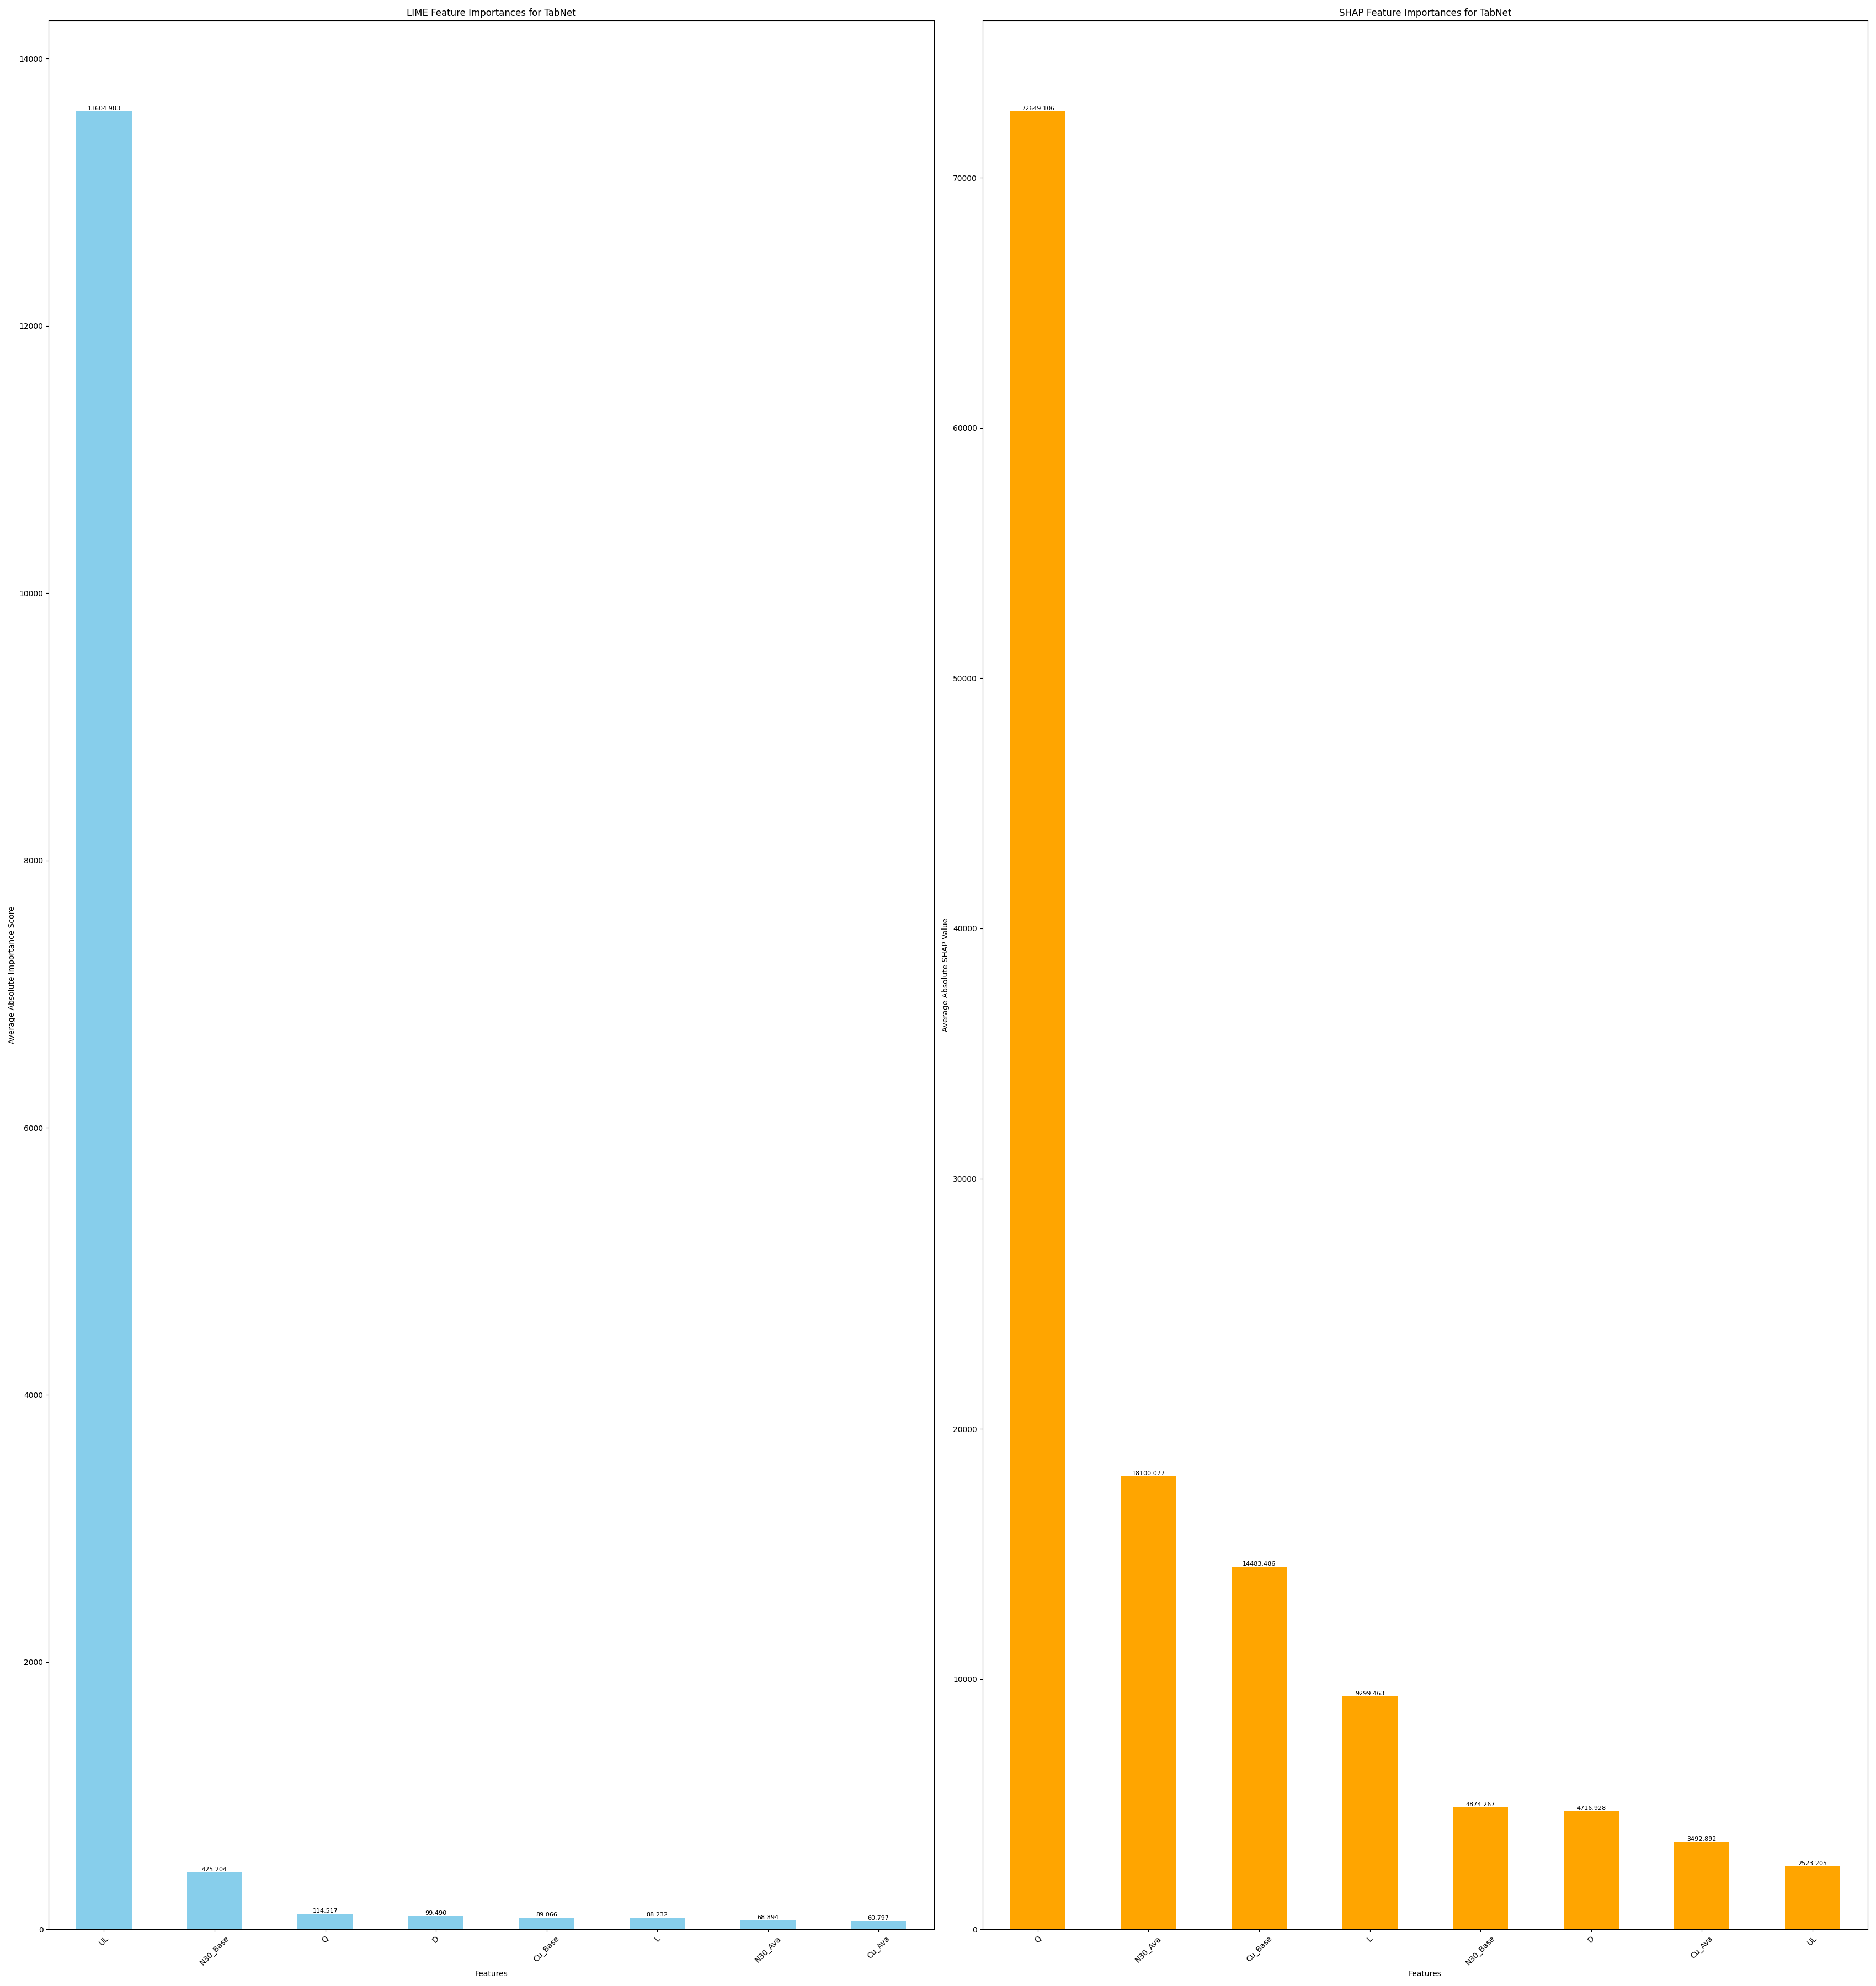 LIME Feature Importances for TabNet
14000
12000
10000
8000
6000
4000
2000
0
Average Absolute Importance Score
13604.983
425.204
114.517
99.490
89.066
88.232
68.894
60.797
UL
N30_Base
Q
D
Cu_Base
L
N30_Ava
Cu_Ava
Features
SHAP Feature Importances for TabNet
70000
60000
50000
40000
30000
20000
10000
0
Average Absolute SHAP Value
72649.106
18100.077
14483.486
9299.463
4874.267
4716.928
3492.892
2523.205
Q
N30_Ava
Cu_Base
L
N30_Base
D
Cu_Ava
UL
Features